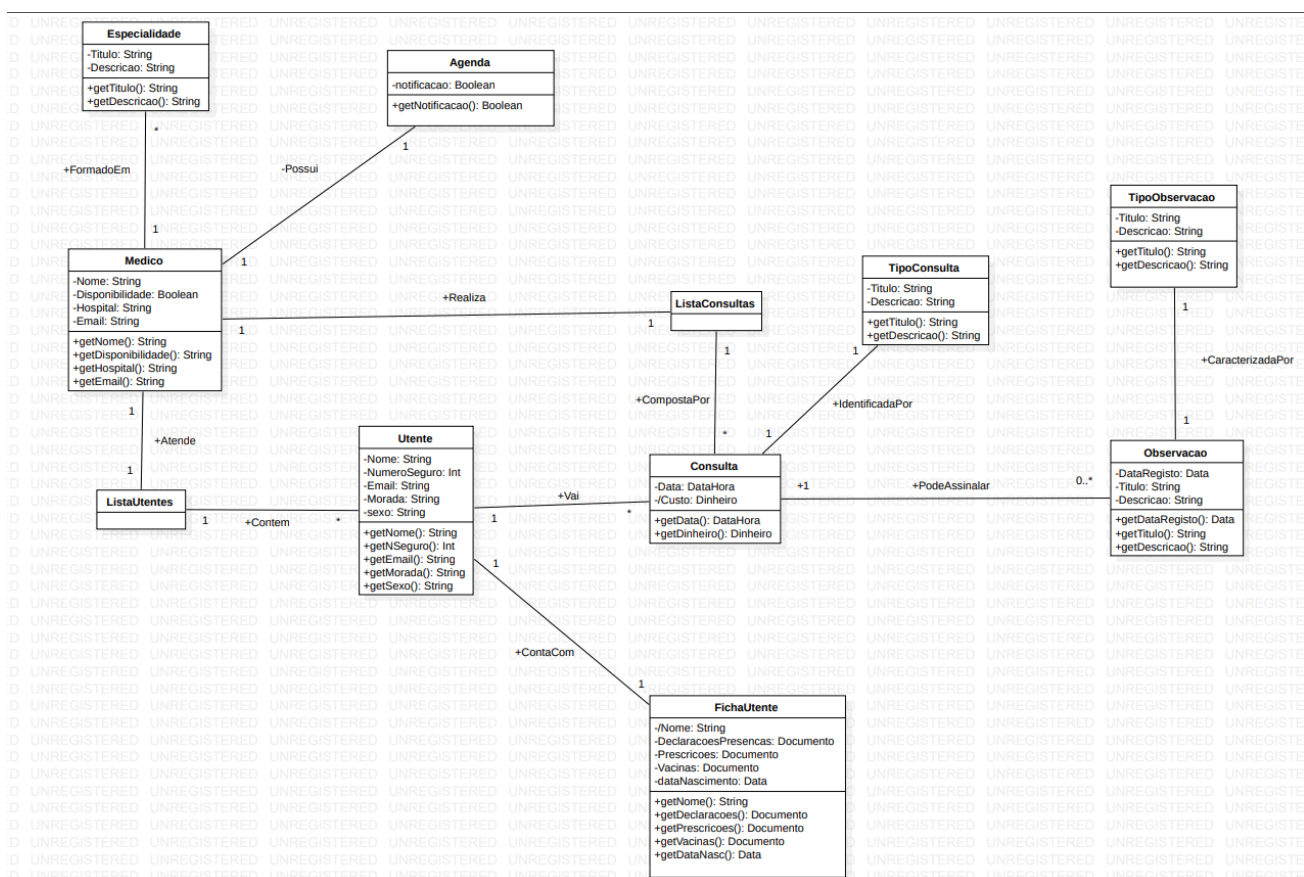 Especialidade
-Titulo: String
-Descricao: String
+getTitulo(): String
+getDescricao(): String
Agenda
-notificacao: Boolean
+getNotificacao(): Boolean
*
1
+FormadoEm
-Possui
1
1
TipoObservacao
-Titulo: String
-Descricao: String
+getTitulo(): String
+getDescricao(): String
Medico
-Nome: String
-Disponibilidade: Boolean
-Hospital: String
-Email: String
+getNome(): String
+getDisponibilidade(): String
+getHospital(): String
+getEmail(): String
+Realiza
1
1
ListaConsultas
TipoConsulta
-Titulo: String
-Descricao: String
+getTitulo(): String
+getDescricao(): String
1
1
1
+CaracterizadaPor
1
+CompostaPor
*
+IdentificadaPor
1
1
+Atende
1
ListaUtentes
1
+Contem
*
Utente
-Nome: String
-NumeroSeguro: Int
-Email: String
-Morada: String
-sexo: String
+getNome(): String
+getNSeguro(): Int
+getEmail(): String
+getMorada(): String
+getSexo(): String
+Vai
1
*
Consulta
-Data: DataHora
-/Custo: Dinheiro
+getData(): DataHora
+getDinheiro(): Dinheiro
+1
+PodeAssinalar
0..*
Observacao
-DataRegisto: Data
-Titulo: String
-Descricao: String
+getDataRegisto(): Data
+getTitulo(): String
+getDescricao(): String
1
+ContaCom
1
FichaUtente
-/Nome: String
-DeclaracoesPresencas: Documento
-Prescricoes: Documento
-Vacinas: Documento
-dataNascimento: Data
+getNome(): String
+getDeclaracoes(): Documento
+getPrescricoes(): Documento
+getVacinas(): Documento
+getDataNasc(): Data
UNREGISTERED